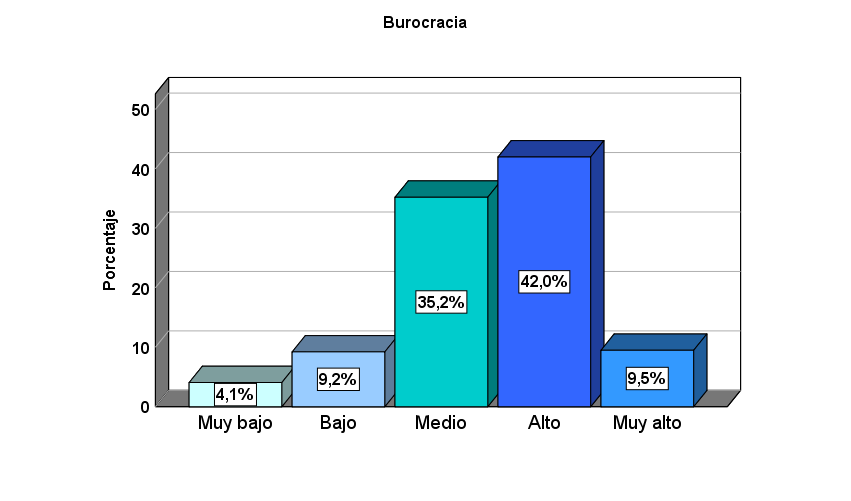 Burocracia
Porcentaje
50
40
30
20
10
0
4,1%
9,2%
35,2%
42,0%
9,5%
Muy bajo
Bajo
Medio
Alto
Muy alto